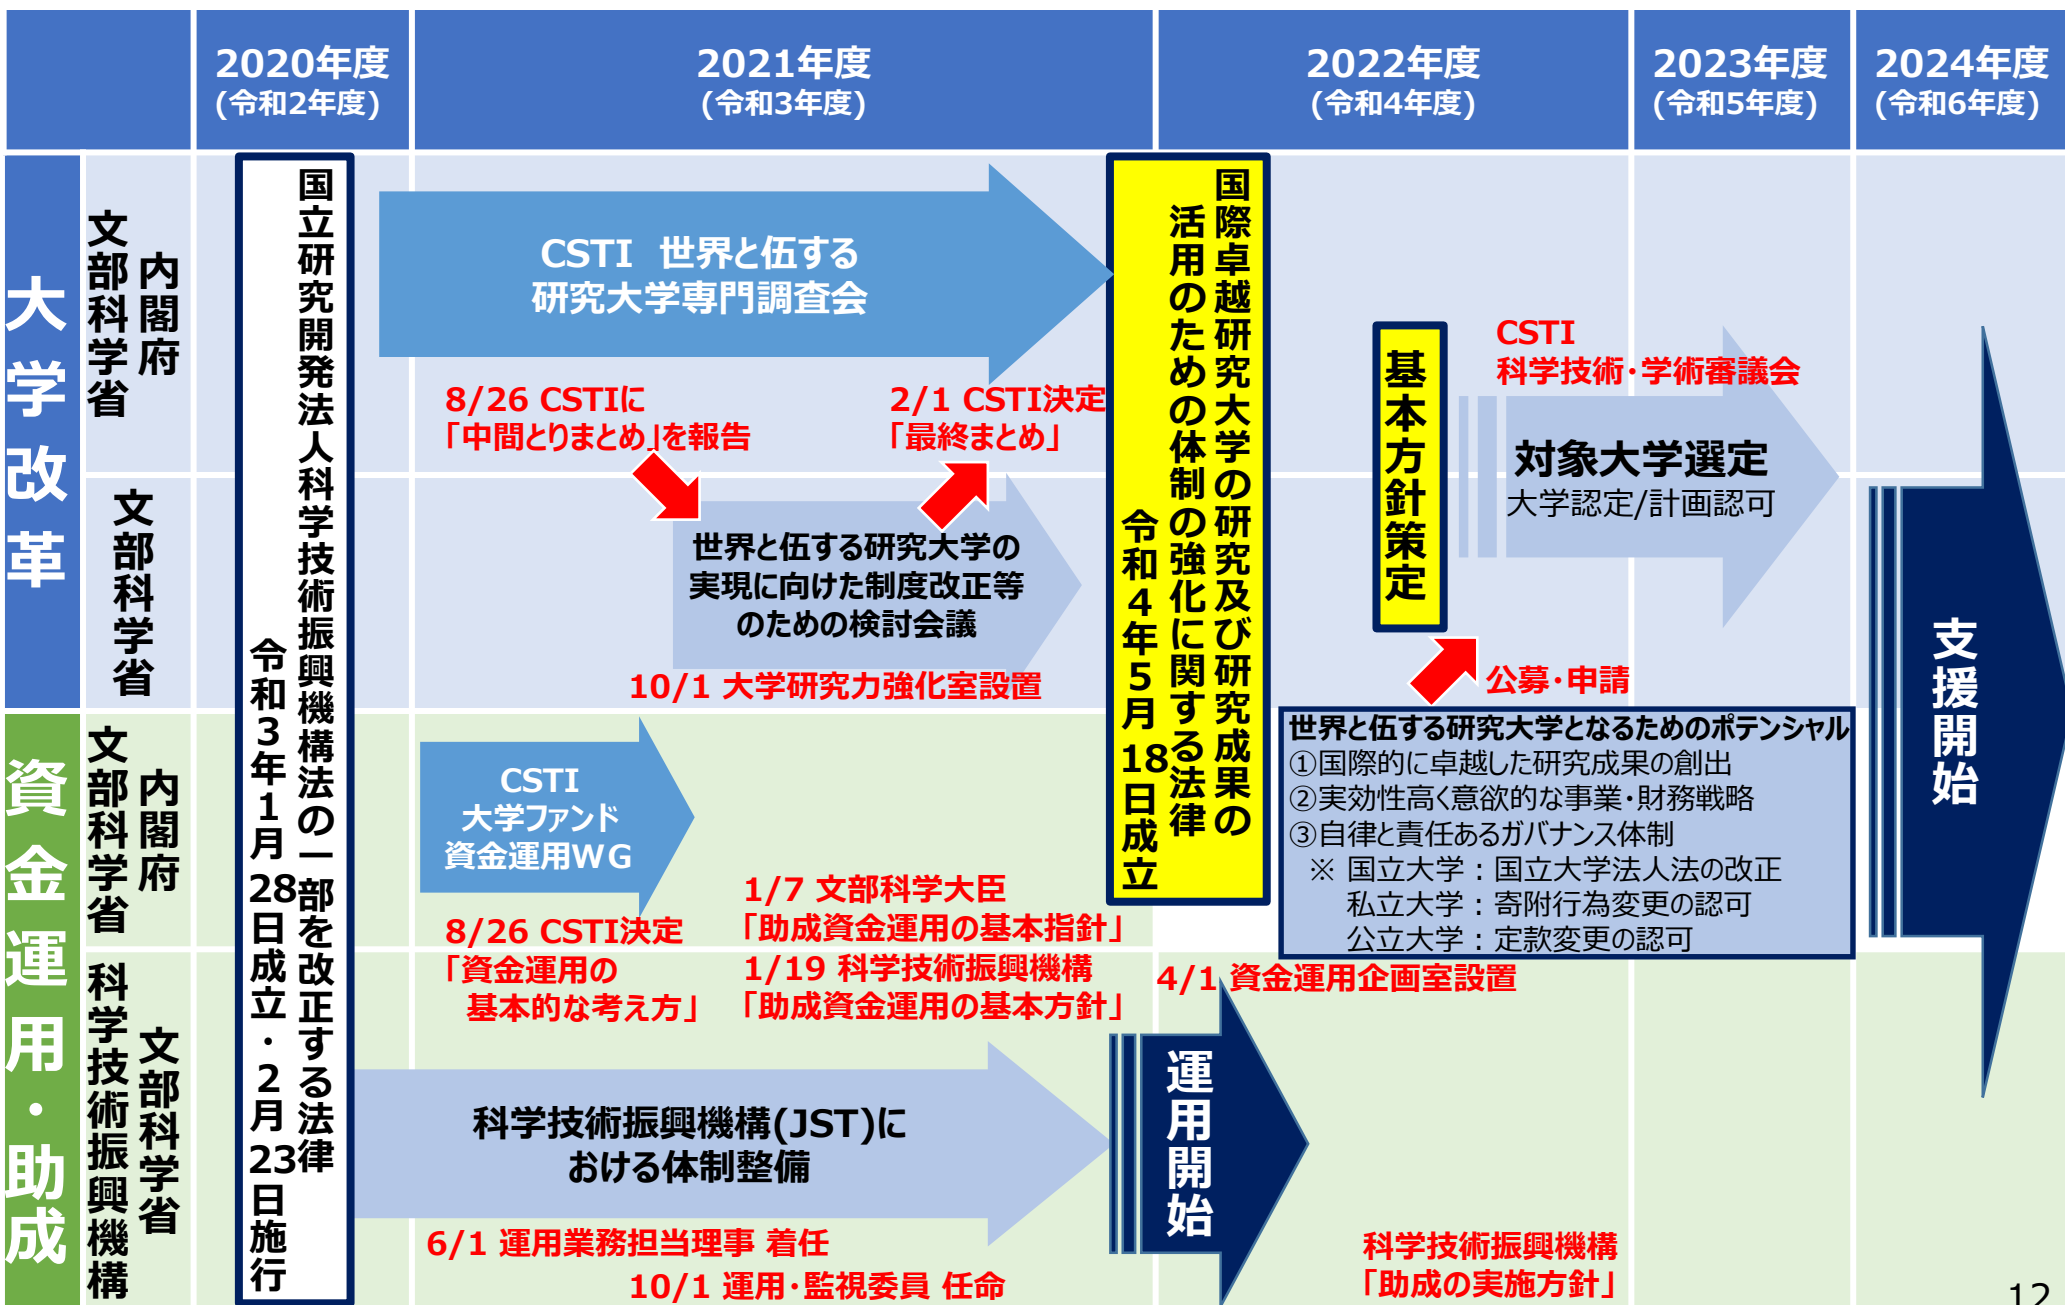 2020年度
(令和2年度)
2021年度
(令和3年度)
2022年度
(令和4年度)
2023年度
(令和5年度)
2024年度
(令和6年度)
大学改革
内閣府
文部科学省
文部科学省
国立研究開発法人科学技術振興機構法の一部を改正する法律
令和3年1月28日成立・2月23日施行
CSTI 世界と伍する
研究大学専門調査会
8/26 CSTIに
「中間とりまとめ」を報告
2/1 CSTI決定
「最終まとめ」
世界と伍する研究大学の
実現に向けた制度改正等
のための検討会議
10/1 大学研究力強化室設置
国際卓越研究大学の研究及び研究成果の
活用のための体制の強化に関する法律
令和4年5月18日成立
基本方針策定
CSTI
科学技術・学術審議会
対象大学選定
大学認定/計画認可
公募・申請
世界と伍する研究大学となるためのポテンシャル
①国際的に卓越した研究成果の創出
②実効性高く意欲的な事業・財務戦略
③自律と責任あるガバナンス体制
※ 国立大学：国立大学法人法の改正
私立大学：寄附行為変更の認可
公立大学：定款変更の認可
支援開始
資金運用・助成
内閣府
文部科学省
文部科学省
科学技術振興機構
CSTI
大学ファンド
資金運用WG
8/26 CSTI決定
「資金運用の
基本的な考え方」
1/7 文部科学大臣
「助成資金運用の基本指針」
1/19 科学技術振興機構
「助成資金運用の基本方針」
4/1 資金運用企画室設置
科学技術振興機構(JST)に
おける体制整備
6/1 運用業務担当理事 着任
10/1 運用・監視委員 任命
運用開始
科学技術振興機構
「助成の実施方針」
12